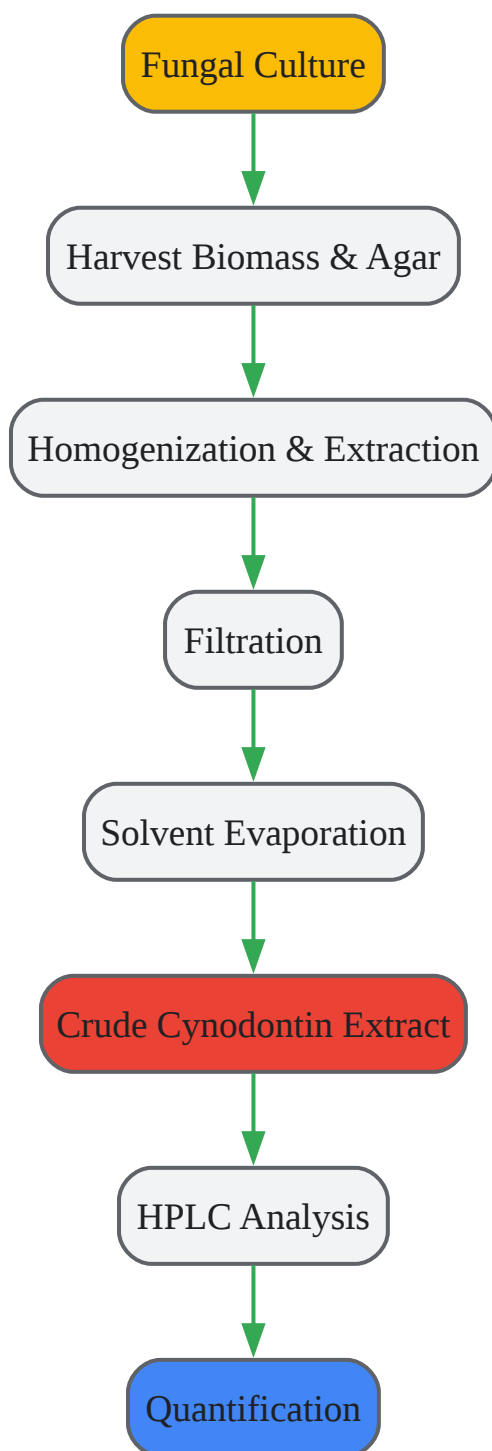 Fungal Culture
Harvest Biomass & Agar
Homogenization & Extraction
Filtration
Solvent Evaporation
Crude Cynodontin Extract
HPLC Analysis
Quantification